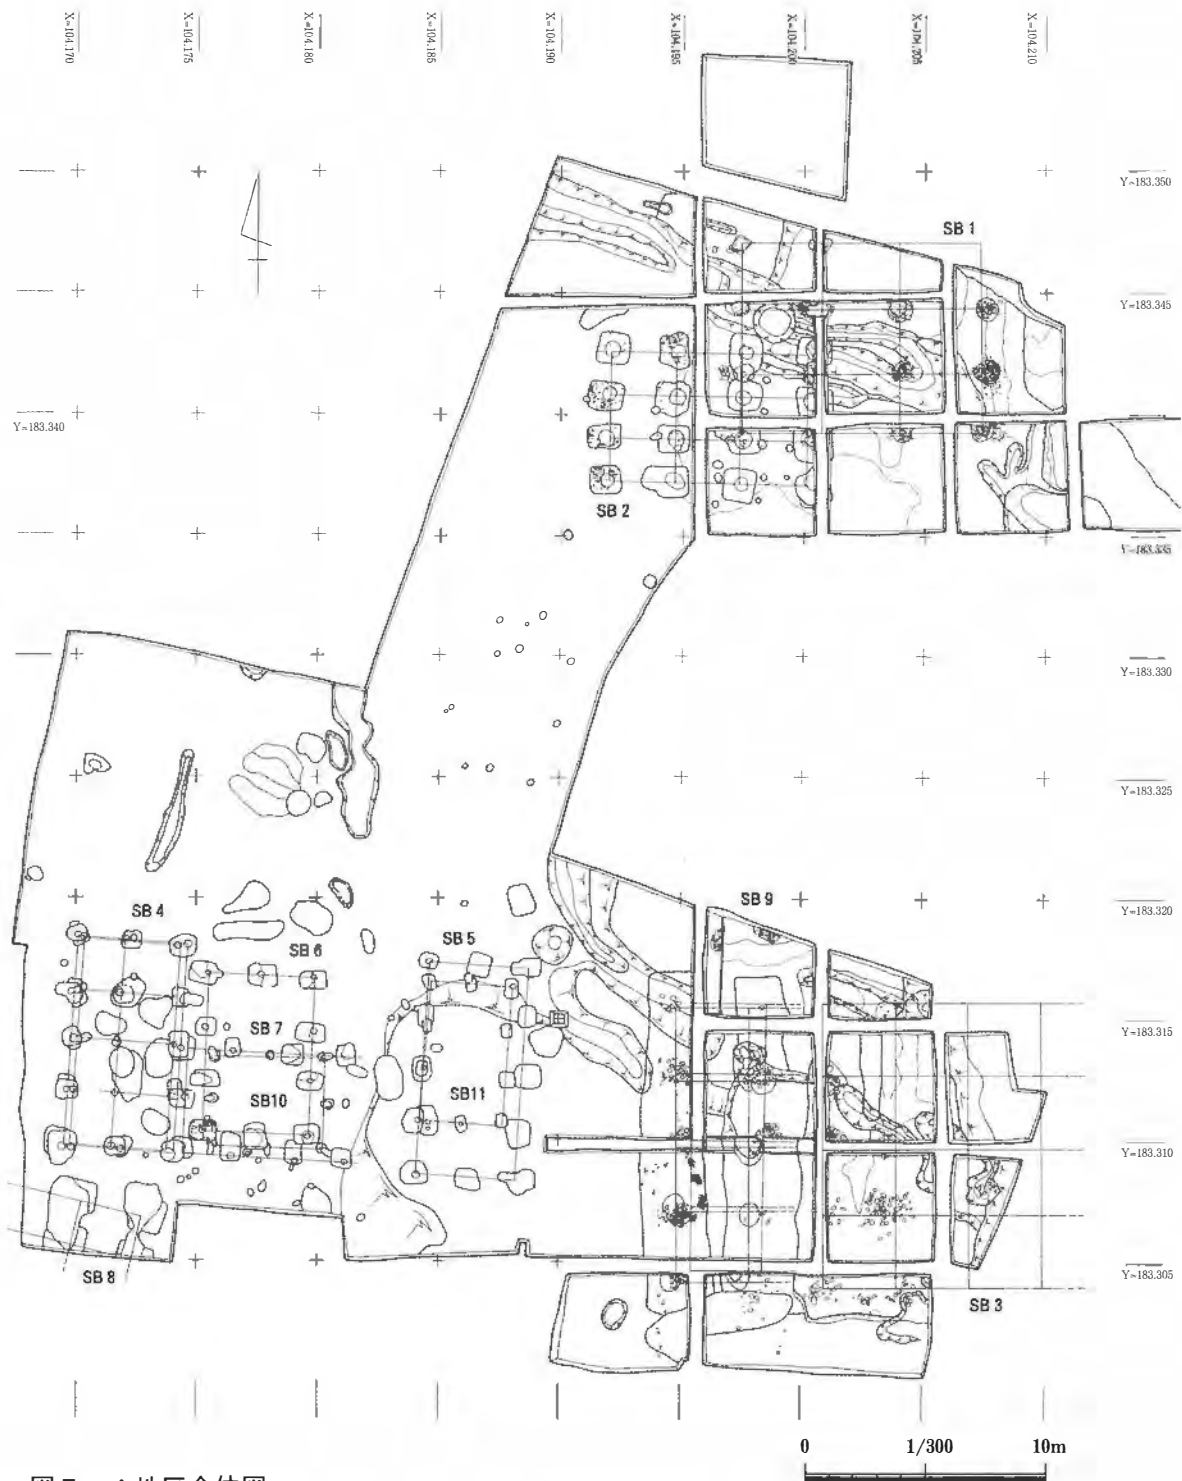 X=104.170
X=104.175
X=104.180
X=104.185
X=104.190
X=104.195
X=104.200
X=104.205
X=104.210
Y=183.350
SB 1
Y=183.345
Y=183.340
SB 2
Y=183.335
Y=183.330
Y=183.325
SB 4
SB 6
SB 5
SB 9
Y=183.320
SB 7
Y=183.315
SB10
SB11
Y=183.310
SB 8
Y=183.305
SB 3
0 1/300 10m